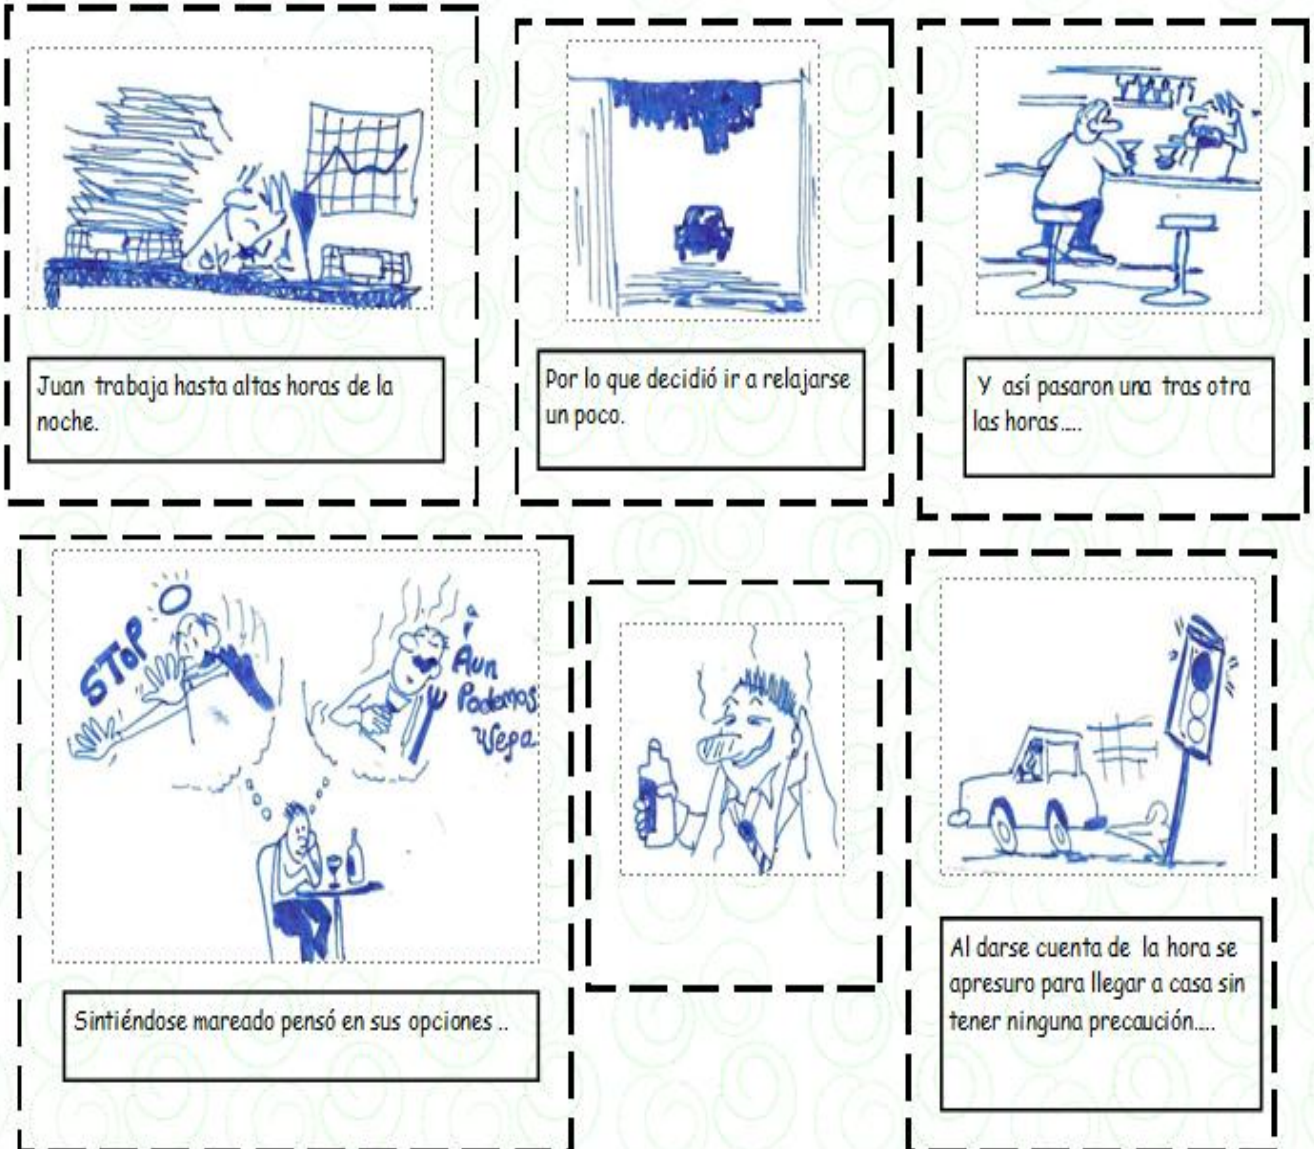 Juan trabaja hasta altas horas de la
noche.
Por lo que decidió ir a relajarse
un poco.
Y así pasaron una tras otra
las horas.....
STOP
Aun
Podemos
Wepa
Sintiéndose mareado pensó en sus opciones ..
Al darse cuenta de la hora se
apresuro para llegar a casa sin
tener ninguna precaución....